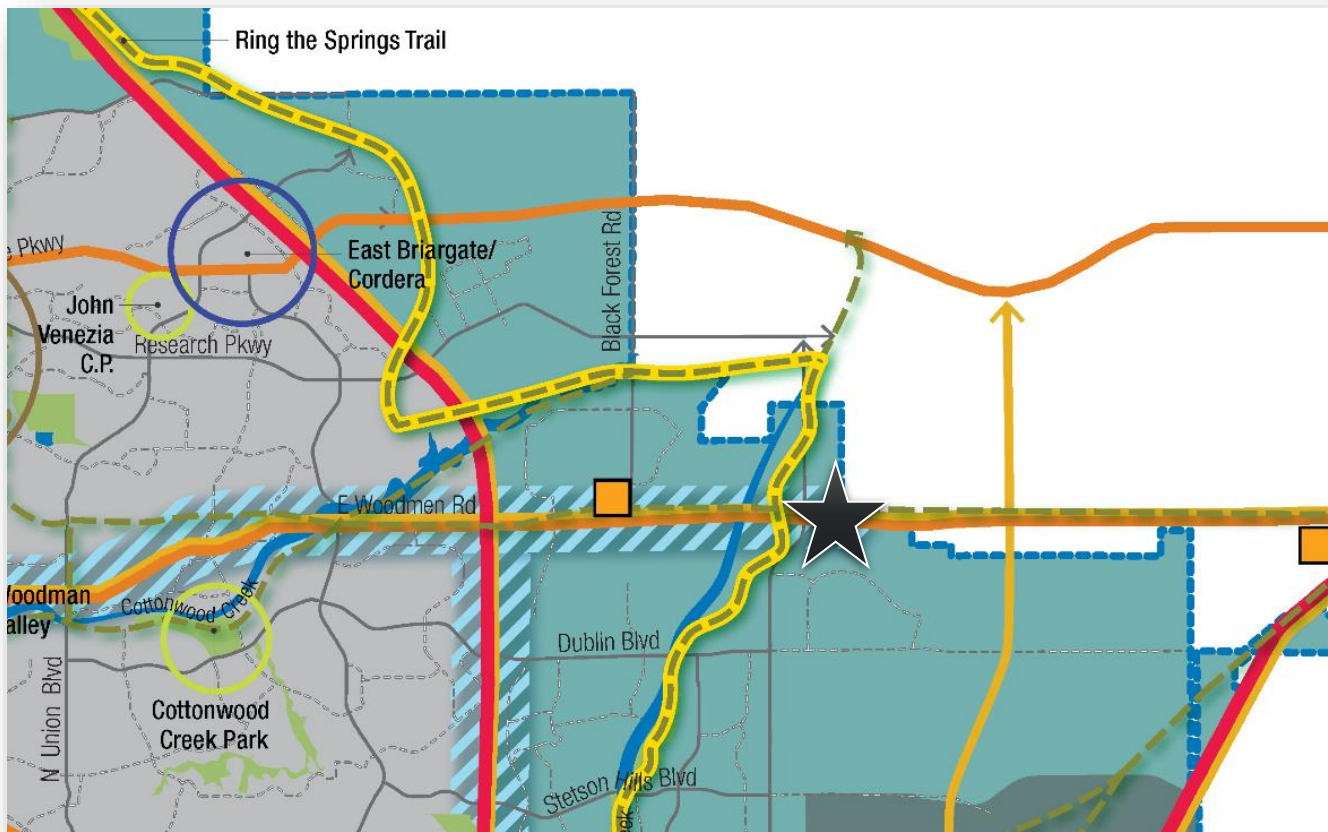 Ring the Springs Trail
Black Forest Rd
e Pkwy
East Briargate/
Cordera
John
Venezia
C.P.
Research Pkwy
E Woodmen Rd
Woodman
alley
Cottonwood Creek
Dublin Blvd
N Union Blvd
Cottonwood
Creek Park
Stetson Hills Blvd